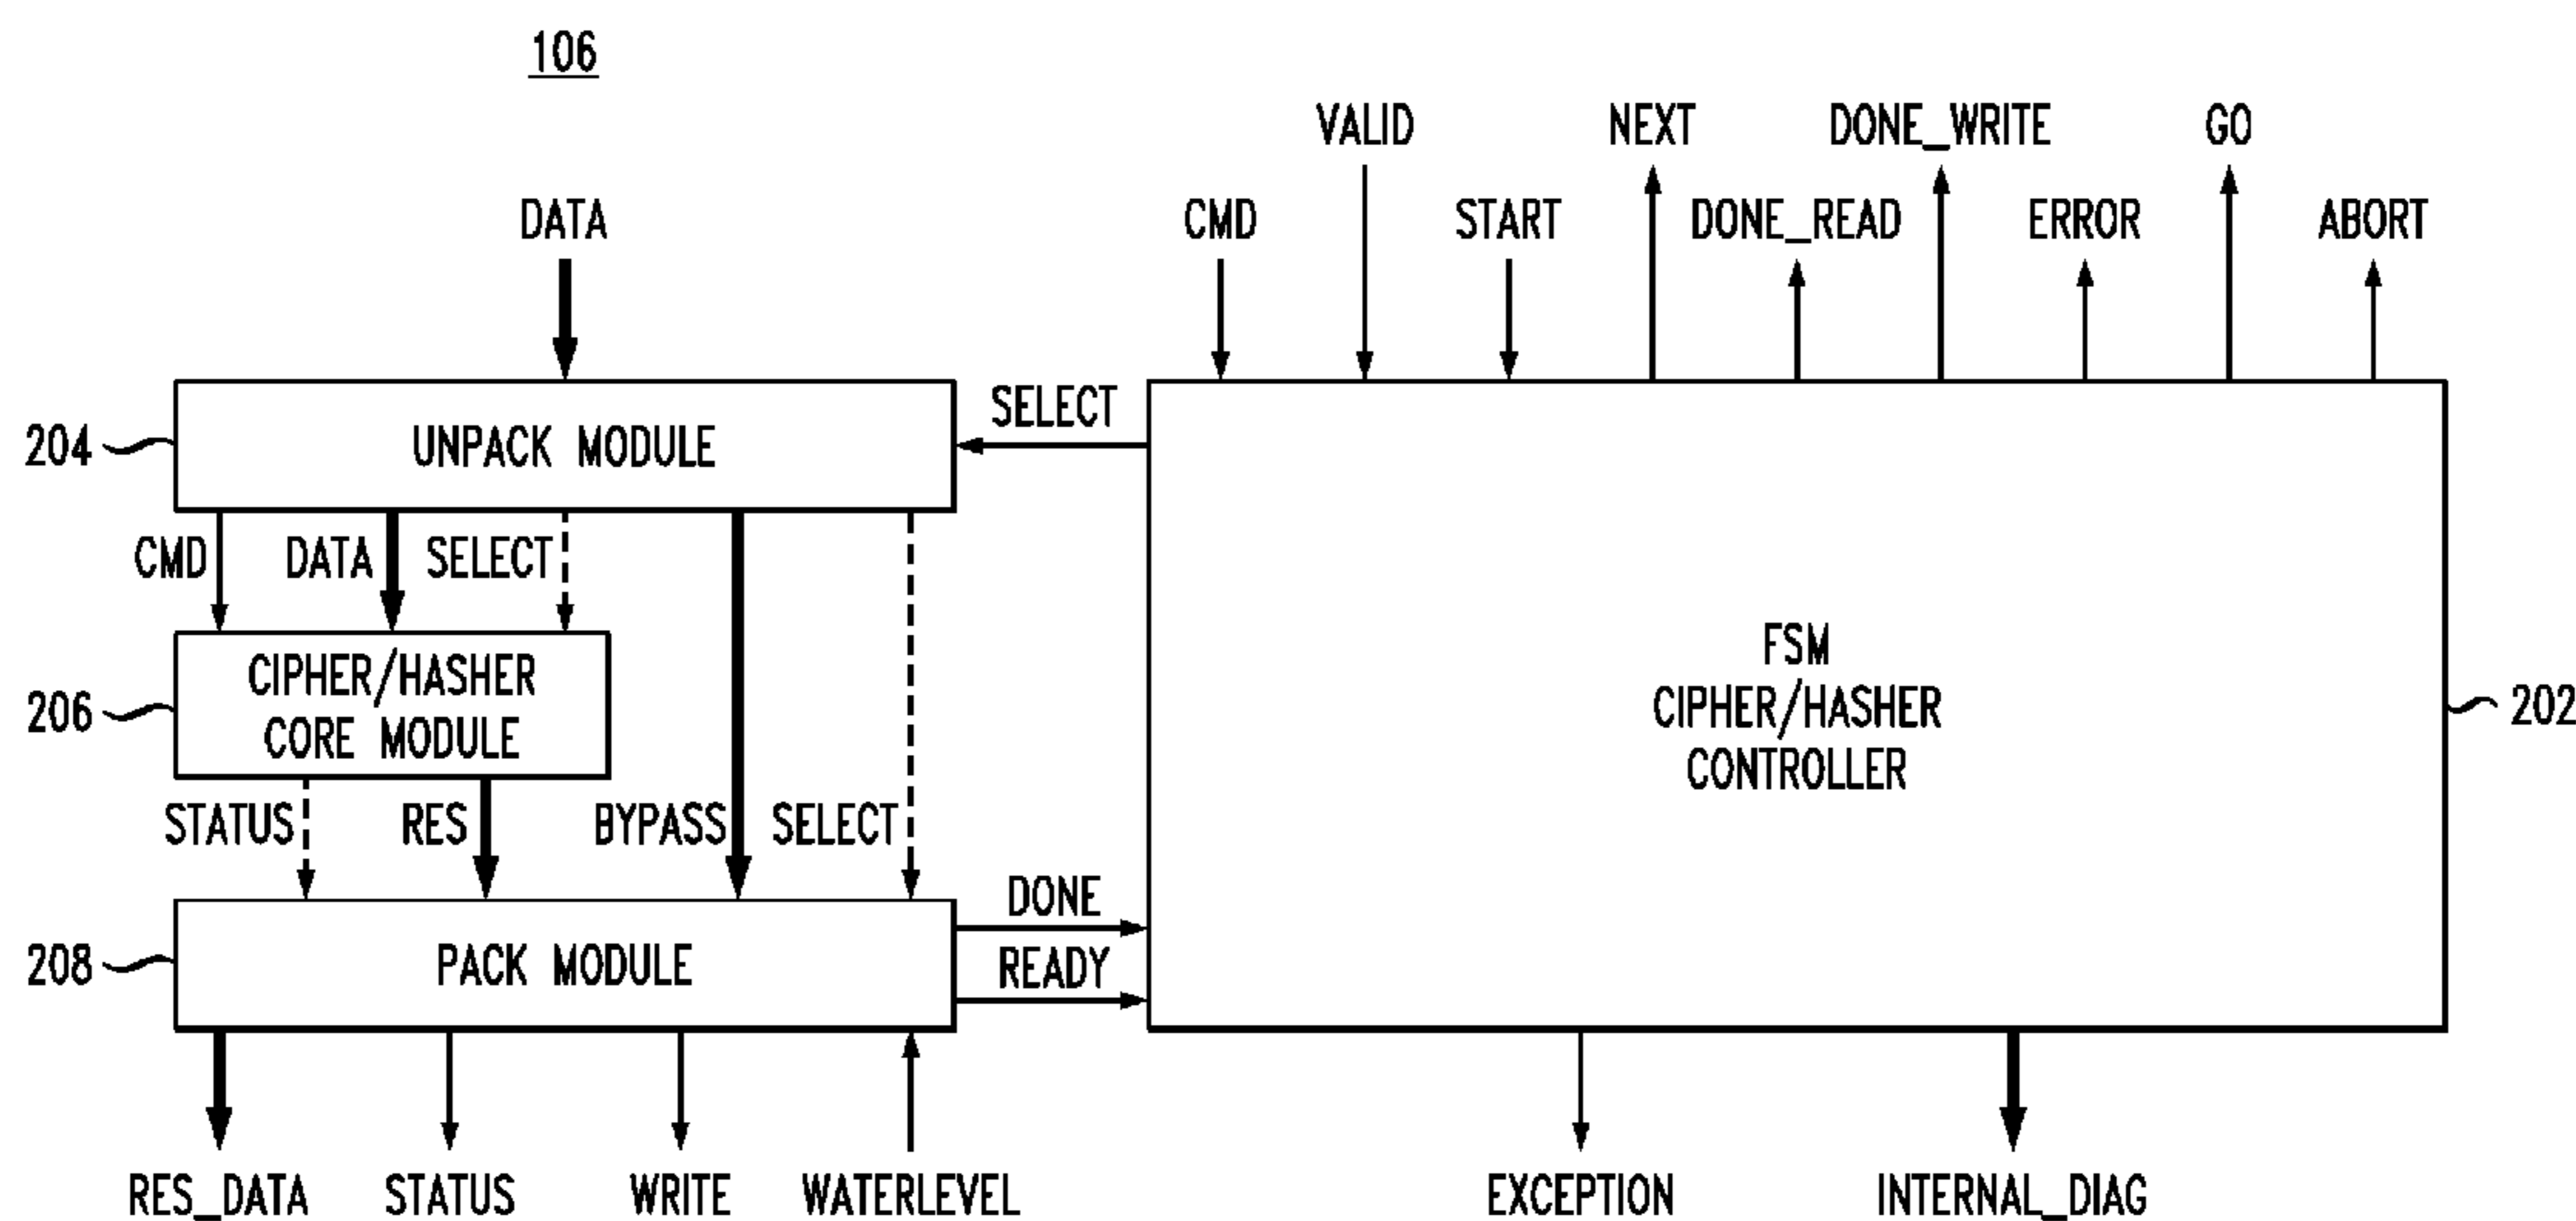 106
VALID
NEXT
DONE_WRITE
GO
DATA
CMD
START
DONE_READ
ERROR
ABORT
SELECT
204
UNPACK MODULE
CMD
DATA
SELECT
206
CIPHER/HASHER
CORE MODULE
FSM
CIPHER/HASHER
CONTROLLER
202
STATUS
RES
BYPASS
SELECT
DONE
READY
208
PACK MODULE
RES_DATA
STATUS
WRITE
WATERLEVEL
EXCEPTION
INTERNAL_DIAG